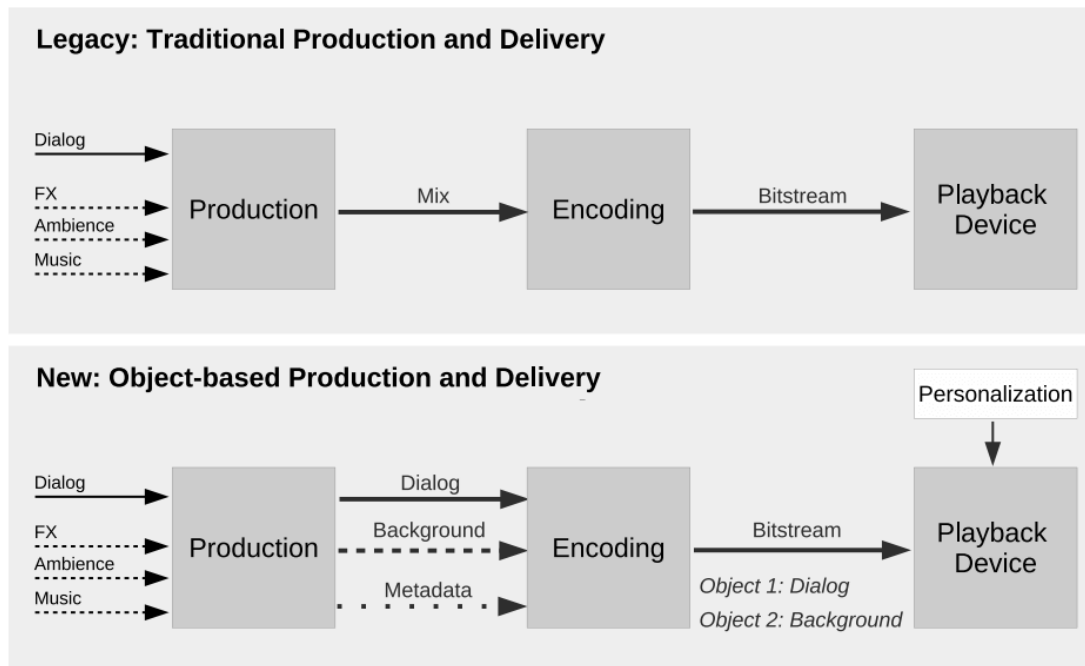 Legacy: Traditional Production and Delivery
Dialog
FX
Ambience
Music
Production
Mix
Encoding
Bitstream
Playback
Device
New: Object-based Production and Delivery
Personalization
Dialog
FX
Ambience
Music
Production
Dialog
Background
Metadata
Encoding
Bitstream
Object 1: Dialog
Object 2: Background
Playback
Device